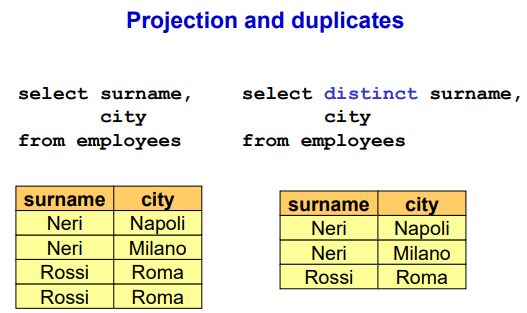 Projection and duplicates
select surname,
city
from employees
surname city
Neri Napoli
Neri Milano
Rossi Roma
Rossi Roma
select distinct surname,
city
from employees
surname city
Neri Napoli
Neri Milano
Rossi Roma